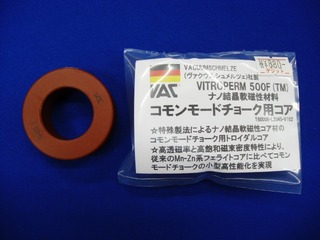 VAC
VACUUMSCHMELZE
(ヴァクウムシュメルツェ)社製
¥880-
VAC
VITROPERM 500F(TM)
ナノ結晶軟磁性材料
コモンモードチョーク用コア
★特殊製法によるナノ結晶軟磁性コア材の
コモンモードチョーク用トロイダルコア
★高透磁率と高飽和磁束密度特性により、
従来のMn-Zn系フェライトコアに比べてコモン
モードチョークの小型高性能化を実現